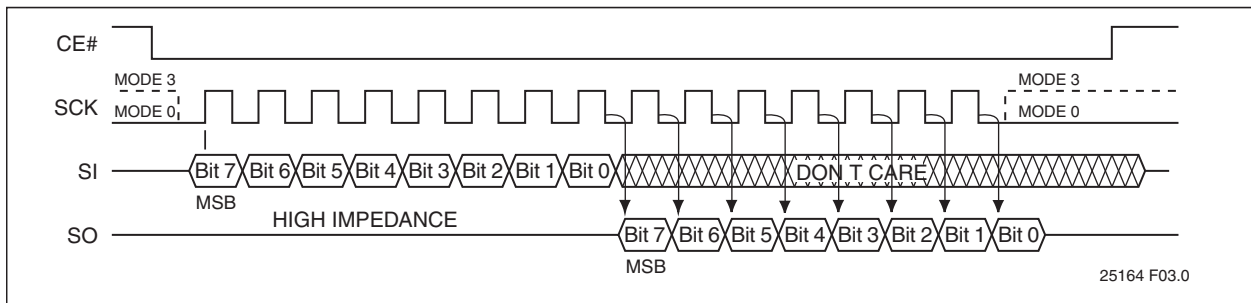 CE#
MODE 3
MODE 3
SCK
MODE 0
MODE 0
SI
Bit 7 Bit 6 Bit 5 Bit 4 Bit 3 Bit 2 Bit 1 Bit 0
DON T CARE
MSB
HIGH IMPEDANCE
SO
Bit 7 Bit 6 Bit 5 Bit 4 Bit 3 Bit 2 Bit 1 Bit 0
MSB
25164 F03.0